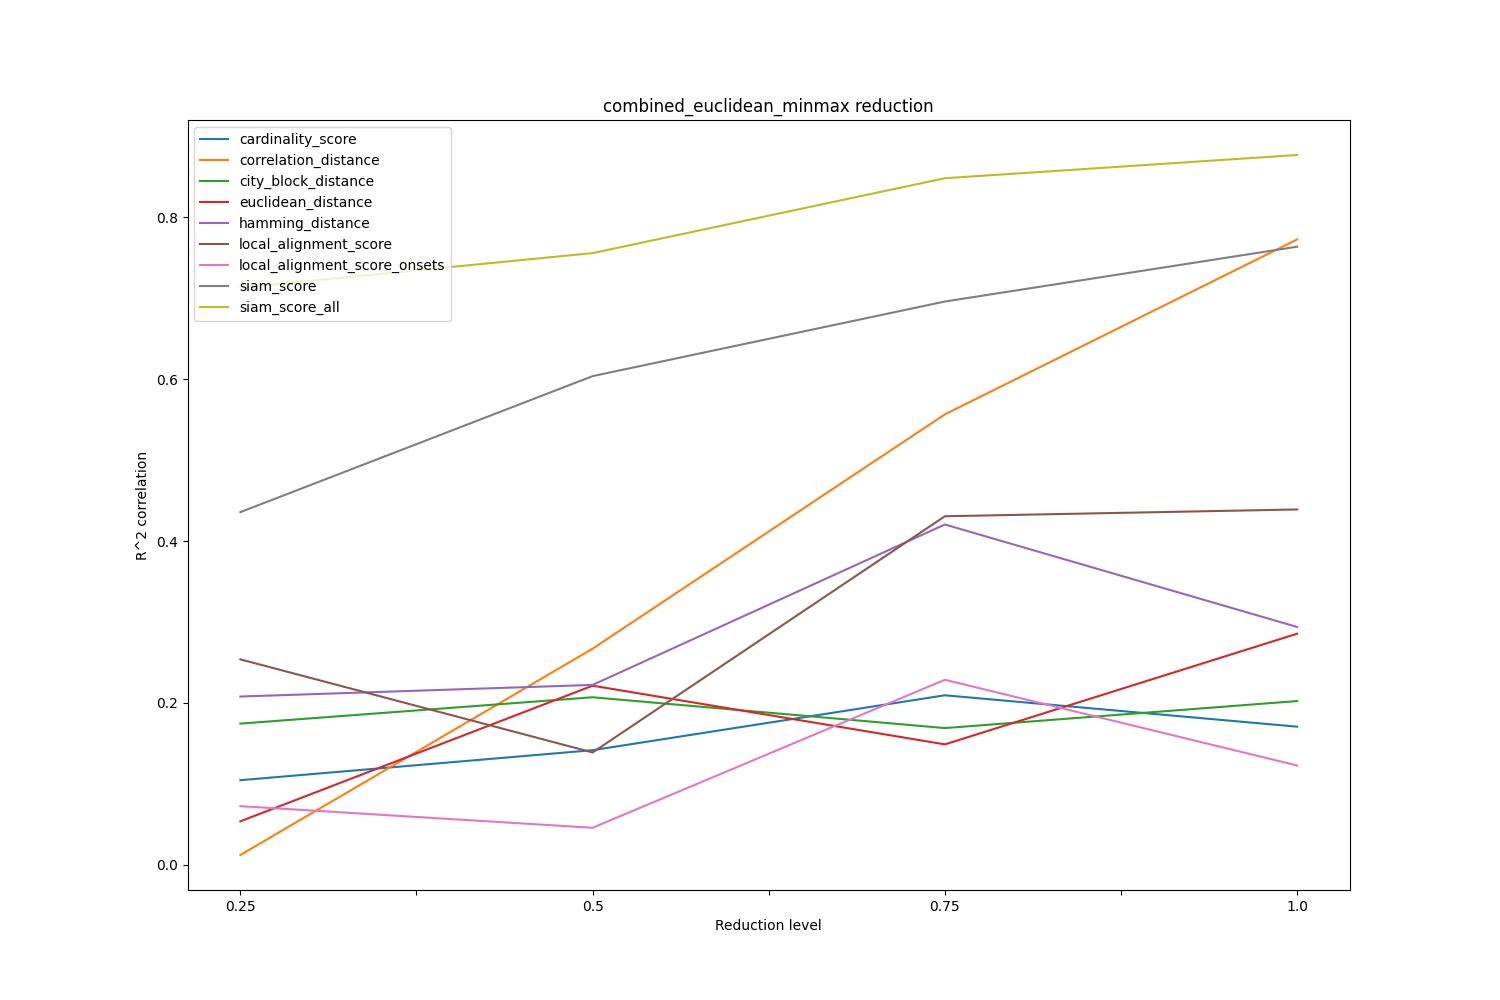 combined_euclidean_minmax reduction
cardinality_score
correlation_distance
city_block_distance
euclidean_distance
hamming_distance
local_alignment_score
local_alignment_score_onsets
siam_score
siam_score_all
0.8
0.6
0.4
0.2
0.0
R^2 correlation
0.25 0.5 0.75 1.0
Reduction level